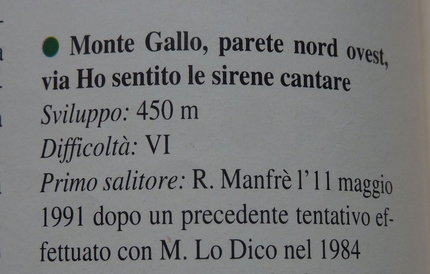 Monte Gallo, parete nord ovest,
via Ho sentito le sirene cantare
Sviluppo: 450 m
Difficoltà: VI
Primo salitore: R. Manfrè l'11 maggio
1991 dopo un precedente tentativo ef-
fettuato con M. Lo Dico nel 1984